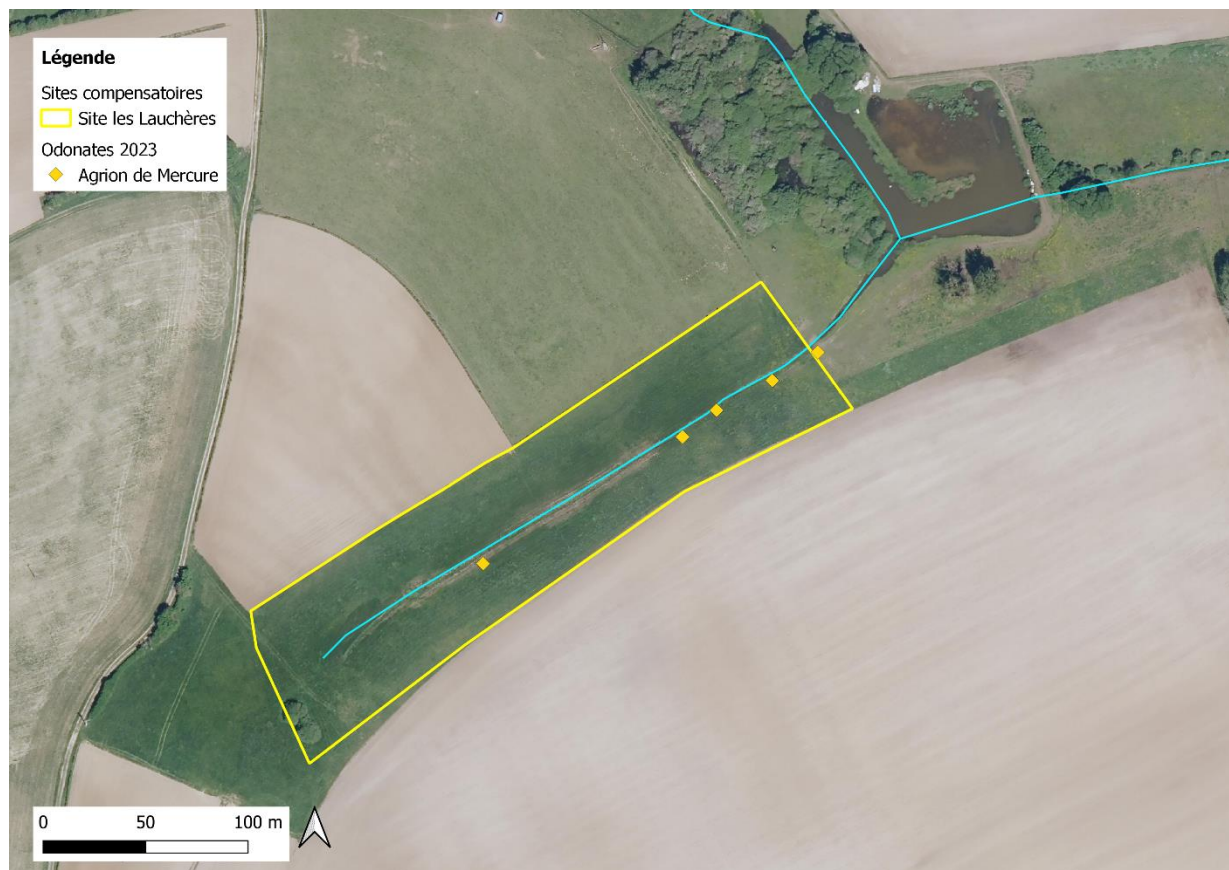 Légende
Sites compensatoires
Site les Lauchères
Odonates 2023
Agrion de Mercure
0 50 100 m